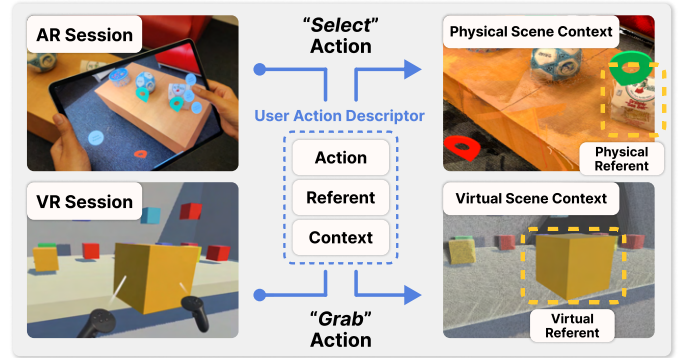 AR Session
"Select"
Action
Physical Scene Context
User Action Descriptor
Action
Referent
Context
Physical
Referent
VR Session
Virtual Scene Context
"Grab"
Action
Virtual
Referent